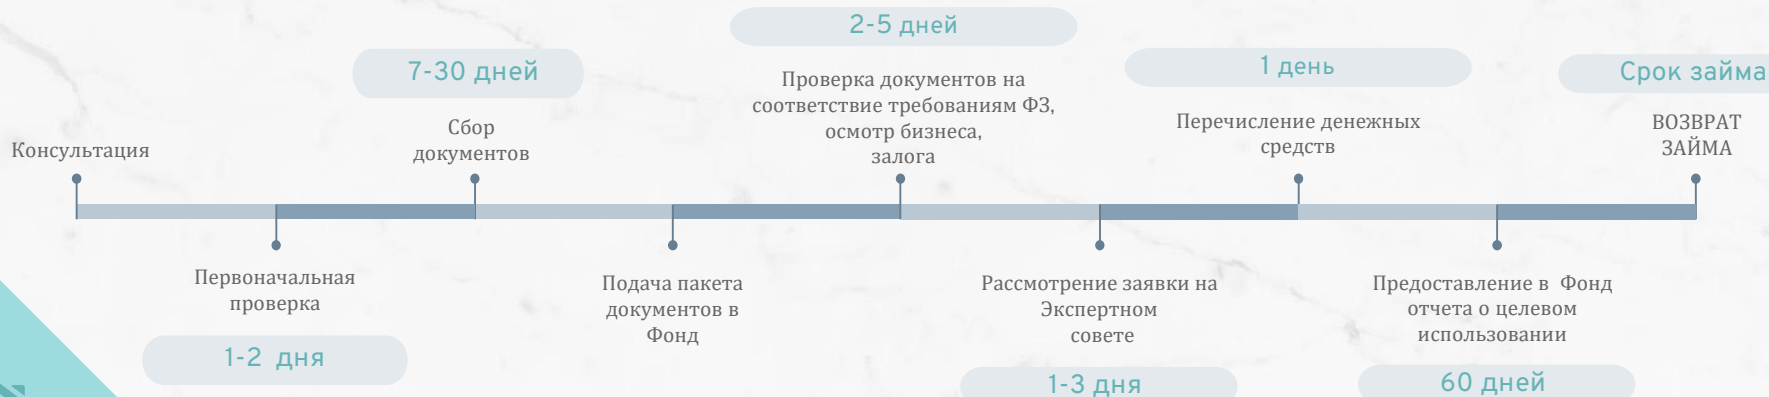 Консультация
Первоначальная
проверка
1-2 дня
7-30 дней
Сбор
документов
Подача пакета
документов в
Фонд
2-5 дней
Проверка документов на
соответствие требованиям ФЗ,
осмотр бизнеса,
залога
Рассмотрение заявки на
Экспертном
совете
1-3 дня
1 день
Перечисление денежных
средств
Предоставление в Фонд
отчета о целевом
использовании
60 дней
Срок займа
ВОЗВРАТ
ЗАЙМА